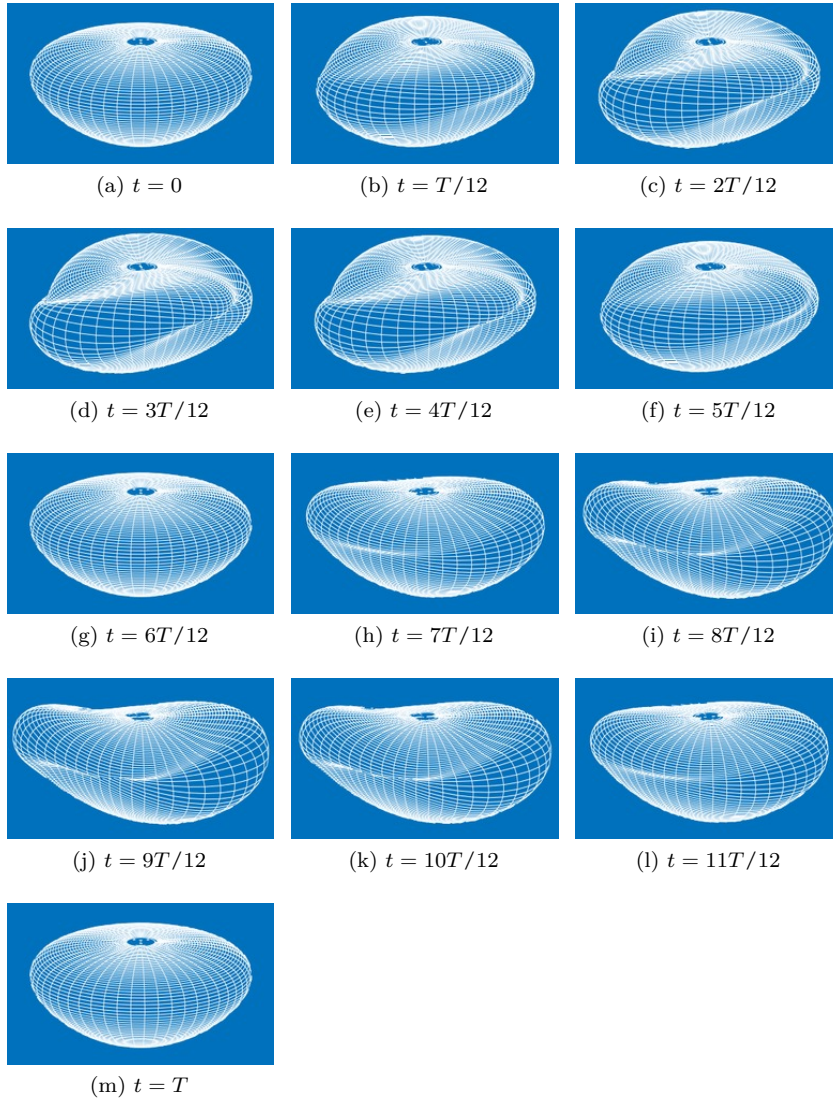 (a) t = 0
(b) t = T/12
(c) t = 2T/12
(d) t = 3T/12
(e) t = 4T/12
(f) t = 5T/12
(g) t = 6T/12
(h) t = 7T/12
(i) t = 8T/12
(j) t = 9T/12
(k) t = 10T/12
(l) t = 11T/12
(m) t = T